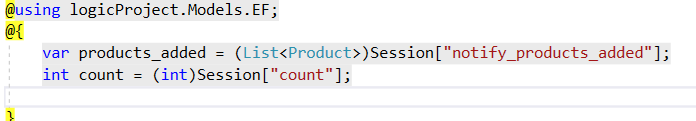 @using logicProject.Models.EF;
@{
var products_added = (List<Product>)Session["notify_products_added"];
int count = (int)Session["count"];
}